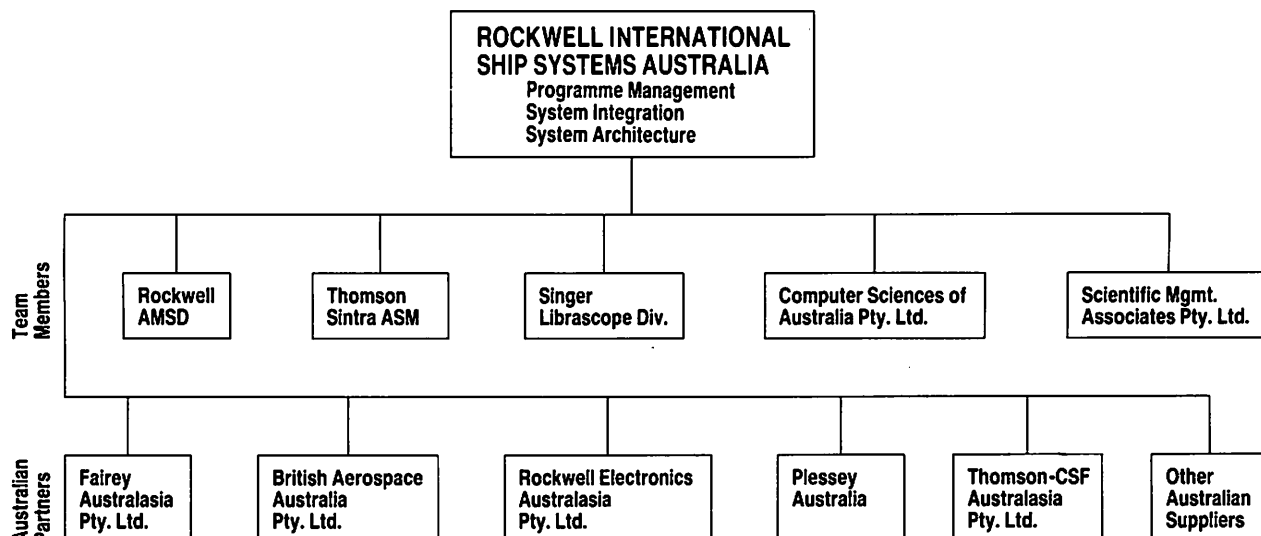 ROCKWELL INTERNATIONAL
SHIP SYSTEMS AUSTRALIA
Programme Management
System Integration
System Architecture
Team
Members
Rockwell
AMSD
Thomson
Sintra ASM
Singer
Librascope Div.
Computer Sciences of
Australia Pty. Ltd.
Scientific Mgmt.
Associates Pty. Ltd.
Australian
Partners
Fairey
Australasia
Pty. Ltd.
British Aerospace
Australia
Pty. Ltd.
Rockwell Electronics
Australasia
Pty. Ltd.
Plessey
Australia
Thomson-CSF
Australasia
Pty. Ltd.
Other
Australian
Suppliers